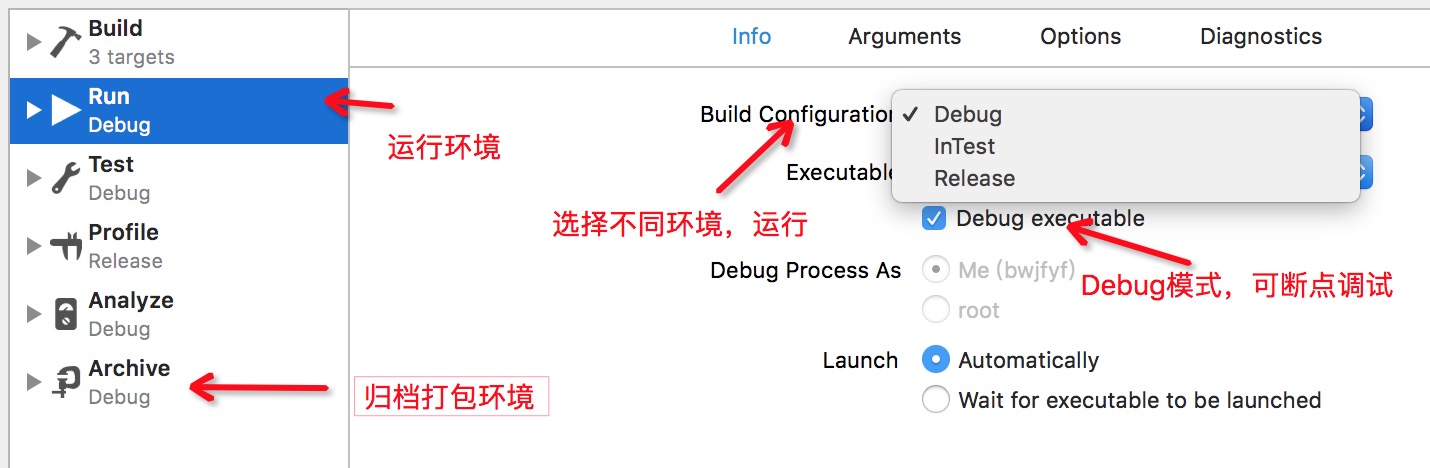 Build
3 targets
Run
Debug
Test
Debug
Profile
Release
Analyze
Debug
Archive
Debug
运行环境
归档打包环境
Info Arguments Options Diagnostics
Build Configuration
Debug
InTest
Release
Executable
选择不同环境，运行
Debug executable
Debug Process As Me (bwjfyf)
root
Debug模式，可断点调试
Launch Automatically
Wait for executable to be launched